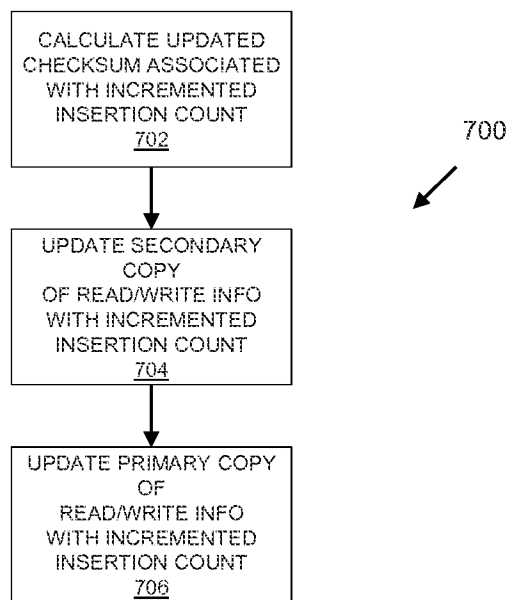 CALCULATE UPDATED
CHECKSUM ASSOCIATED
WITH INCREMENTED
INSERTION COUNT
702
700
UPDATE SECONDARY
COPY
OF READ/WRITE INFO
WITH INCREMENTED
INSERTION COUNT
704
UPDATE PRIMARY COPY
OF
READ/WRITE INFO
WITH INCREMENTED
INSERTION COUNT
706